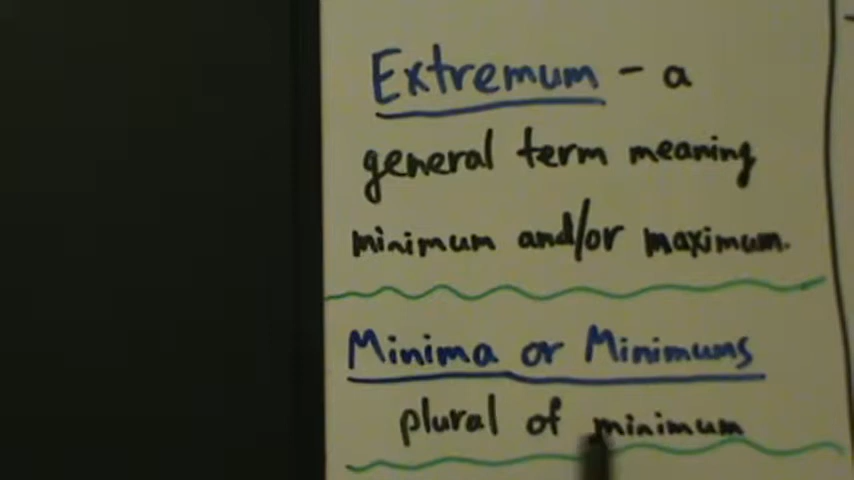 Extremum - a
general term meaning
minimum and/or maximum.
Minima or Minimums
plural of minimum